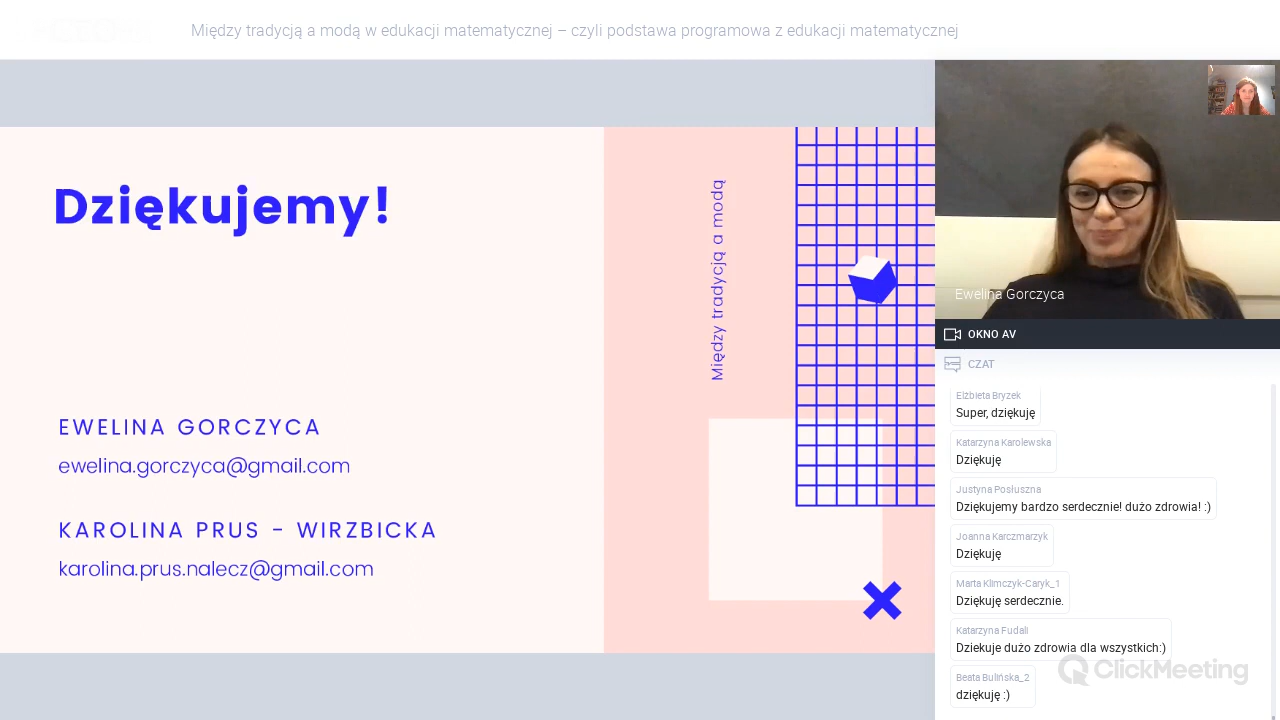 Między tradycją a modą w edukacji matematycznej – czyli podstawa programowa z edukacji matematycznej
Dziękujemy!
EWELINA GORCZYCA
ewelina.gorczyca@gmail.com
KAROLINA PRUS - WIRZBICKA
karolina.prus.nalecz@gmail.com
Między tradycją a modą
Ewelina Gorczyca
OKNO AV
CZAT
Elżbieta Bryzek
Super, dziękuję
Katarzyna Karolewska
Dziękuję
Justyna Posłuszna
Dziękujemy bardzo serdecznie! dużo zdrowia! :)
Joanna Karczmarzyk
Dziękuję
Marta Klimczyk-Caryk_1
Dziękuję serdecznie.
Katarzyna Fudali
Dziekuje dużo zdrowia dla wszystkich:)
ClickMeeting
Beata Bulińska_2
dziękuję :)